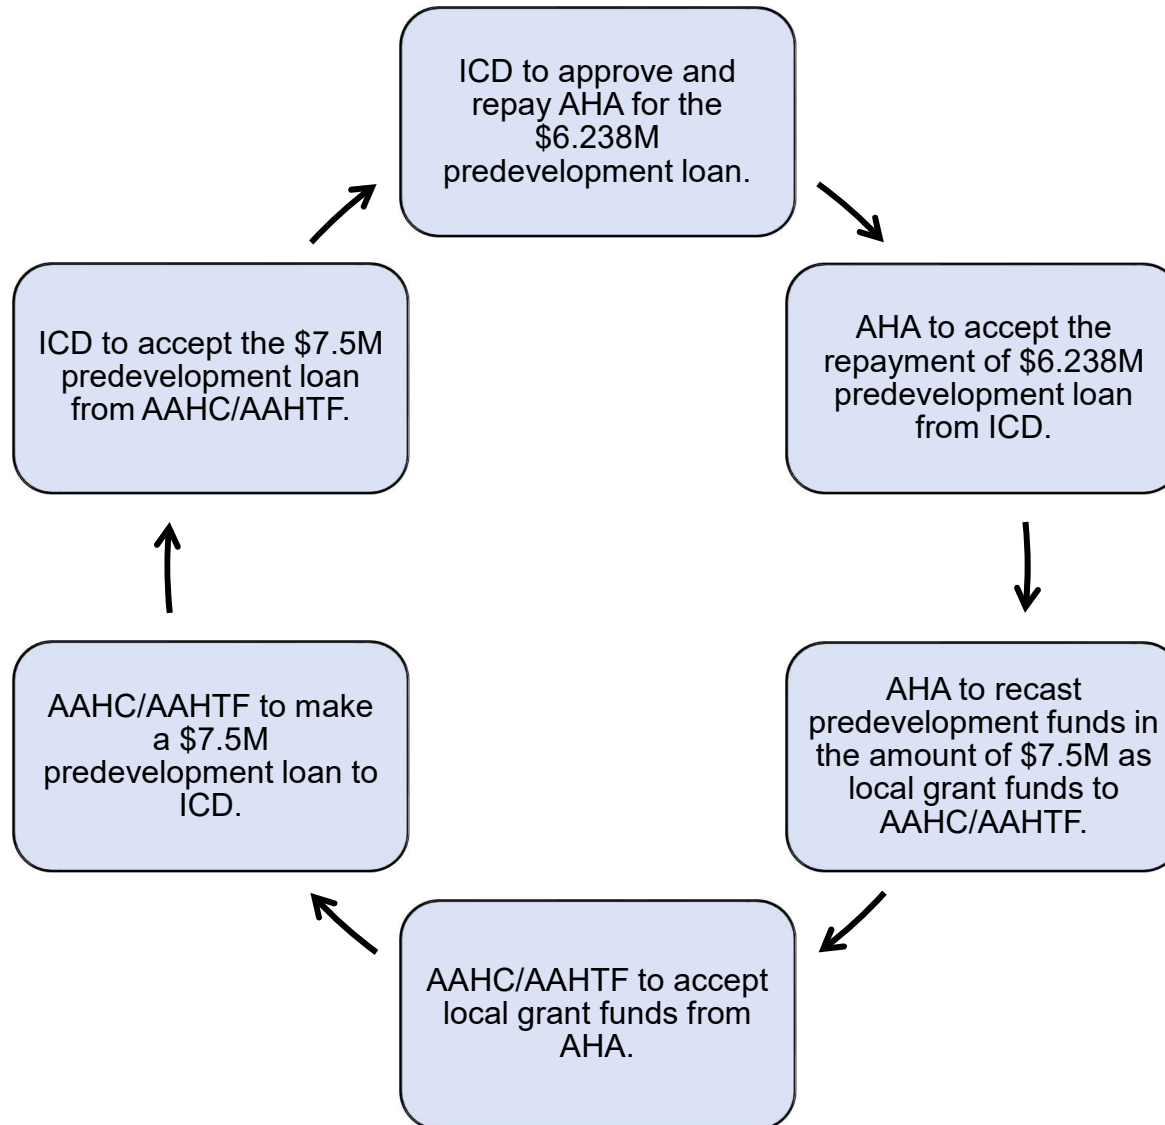 ICD to approve and
repay AHA for the
$6.238M
predevelopment loan.
AHA to accept the
repayment of $6.238M
predevelopment loan
from ICD.
AHA to recast
predevelopment funds in
the amount of $7.5M as
local grant funds to
AAHC/AAHTF.
AAHC/AAHTF to accept
local grant funds from
AHA.
AAHC/AAHTF to make
a $7.5M
predevelopment loan to
ICD.
ICD to accept the $7.5M
predevelopment loan
from AAHC/AAHTF.